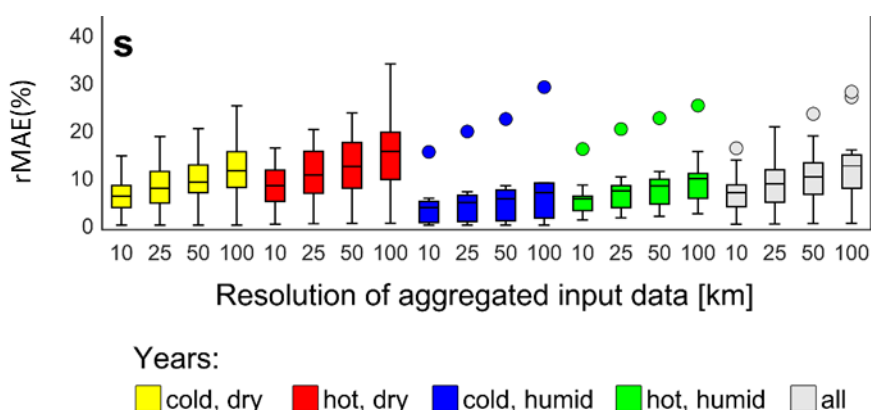 s
rMAE(%)
40
30
20
10
0
10 25 50 100 10 25 50 100 10 25 50 100 10 25 50 100 10 25 50 100
Resolution of aggregated input data [km]
Years:
cold, dry hot, dry cold, humid hot, humid all